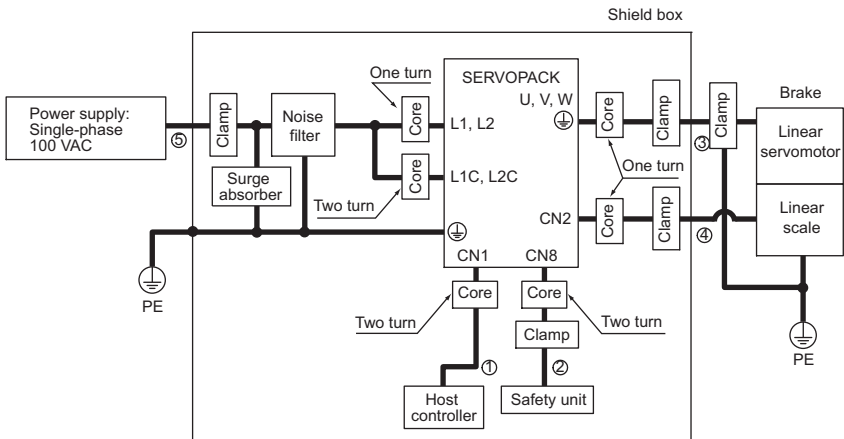 Shield box
One turn
SERVOPACK
Brake
Power supply:
Single-phase
100 VAC
⑤
Clamp
Noise
filter
Core
L1, L2
U, V, W
Core
Clamp
③
Clamp
Linear
servomotor
Surge
absorber
Two turn
Core
L1C, L2C
One turn
CN2
Core
Clamp
④
Linear
scale
PE
CN1
CN8
Core
Core
Two turn
Two turn
Clamp
PE
①
②
Host
controller
Safety unit